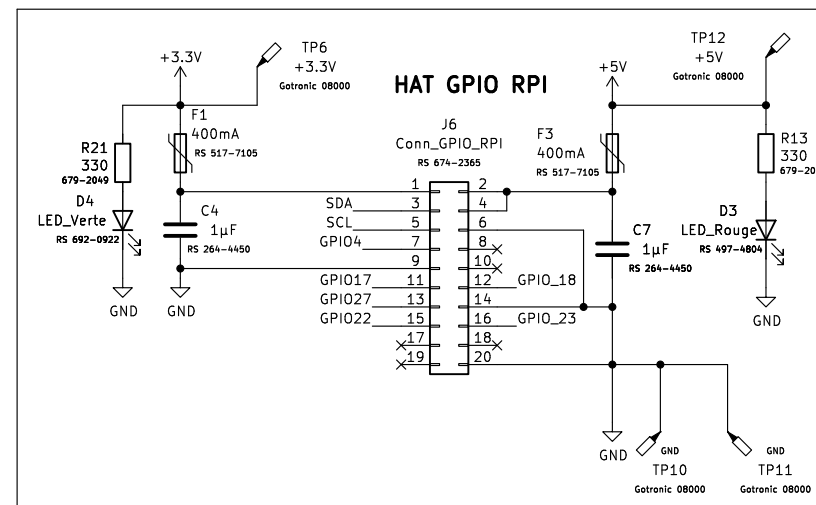 TP6
+3.3V
Gotronic 08000
+3.3V
TP12
+5V
Gotronic 08000
+5V
HAT GPIO RPI
F1
400mA
RS 517-7105
R21
330
679-2049
J6
Conn_GPIO_RPI
RS 674-2365
F3
400mA
RS 517-7105
R13
330
679-20
D4
LED_Verte
RS 692-0922
C4
1µF
RS 264-4450
C7
1µF
RS 264-4450
D3
LED_Rouge
RS 497-4804
1 2
SDA 3 4
SCL 5 6
GPIO4 7 8
9 10
GPIO17 11 12 GPIO_18
GPIO27 13 14
GPIO22 15 16 GPIO_23
17 18
19 20
GND
GND
GND
GND
GND
TP10
Gotronic 08000
GND
TP11
Gotronic 08000